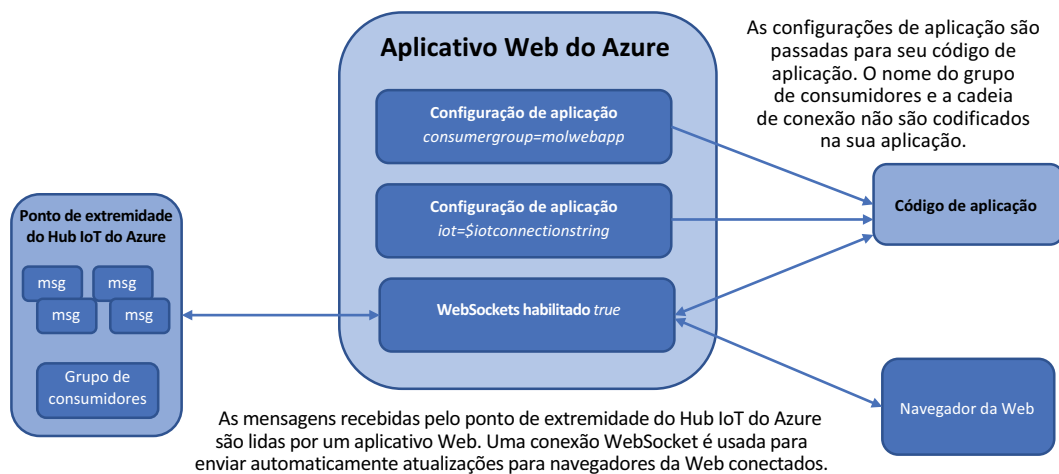 Aplicativo Web do Azure
Configuração de aplicação
consumergroup=molwebapp
Configuração de aplicação
iot=$iotconnectionstring
WebSockets habilitado true
As configurações de aplicação são
passadas para seu código de
aplicação. O nome do grupo
de consumidores e a cadeia
de conexão não são codificados
na sua aplicação.
Código de aplicação
Ponto de extremidade
do Hub IoT do Azure
msg
msg
msg
msg
Grupo de
consumidores
Navegador da Web
As mensagens recebidas pelo ponto de extremidade do Hub IoT do Azure
são lidas por um aplicativo Web. Uma conexão WebSocket é usada para
enviar automaticamente atualizações para navegadores da Web conectados.